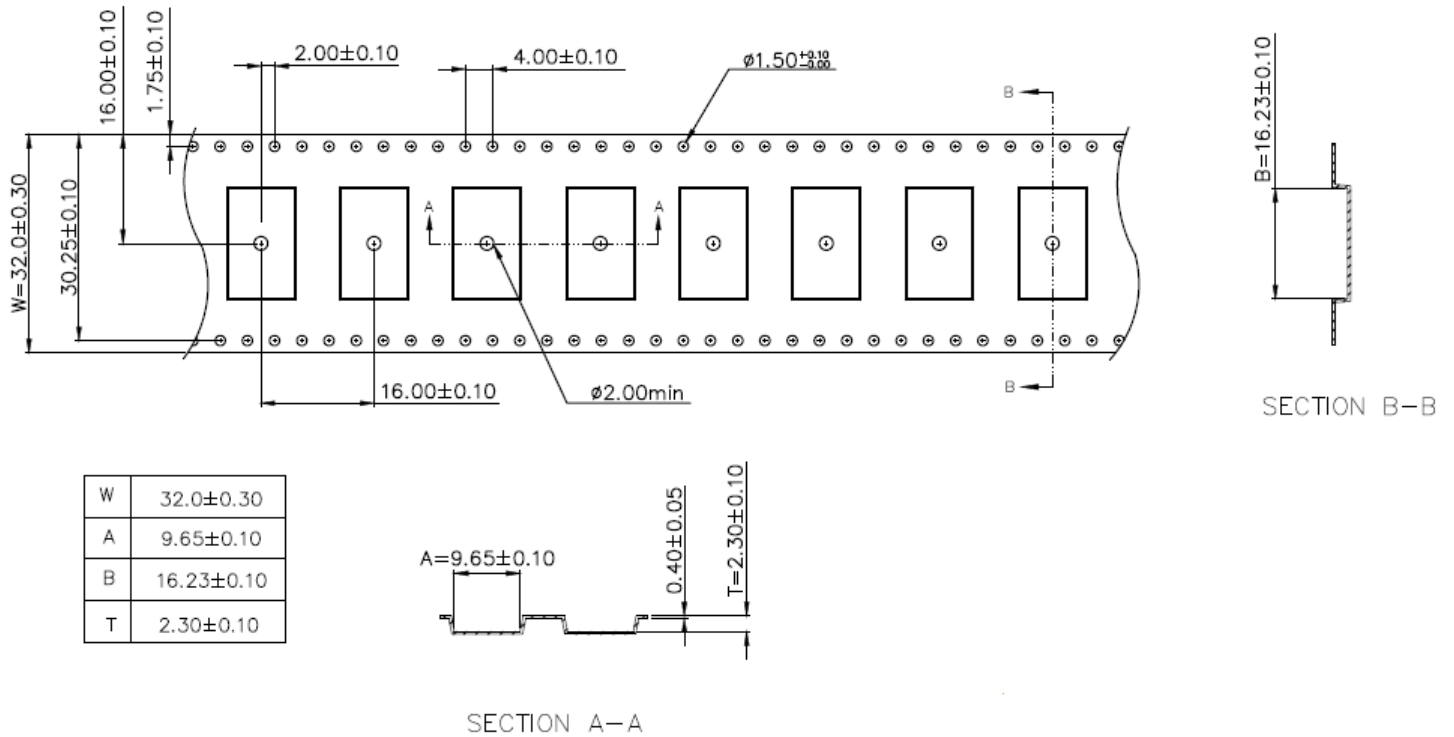 2.00±0.10
4.00±0.10
ø1.50+0.10-0.00
16.00±0.10
1.75±0.10
B
B=16.23±0.10
W=32.0±0.30
30.25±0.10
A
A
16.00±0.10
ø2.00min
B
SECTION B-B
W 32.0±0.30
A 9.65±0.10
B 16.23±0.10
T 2.30±0.10
A=9.65±0.10
0.40±0.05
T=2.30±0.10
SECTION A-A